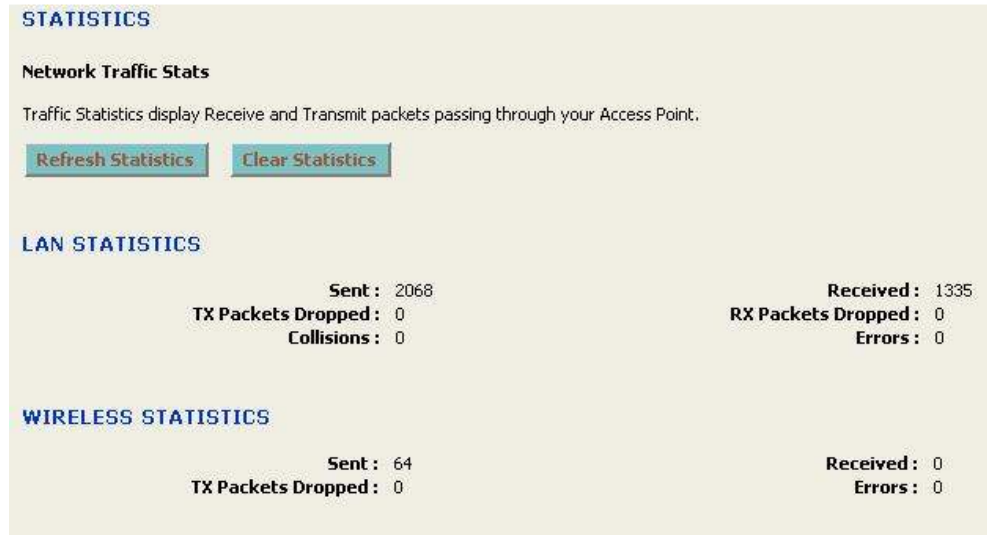 STATISTICS
Network Traffic Stats
Traffic Statistics display Receive and Transmit packets passing through your Access Point.
Refresh Statistics Clear Statistics
LAN STATISTICS
Sent : 2068 Received : 1335
TX Packets Dropped : 0 RX Packets Dropped : 0
Collisions : 0 Errors : 0
WIRELESS STATISTICS
Sent : 64 Received : 0
TX Packets Dropped : 0 Errors : 0